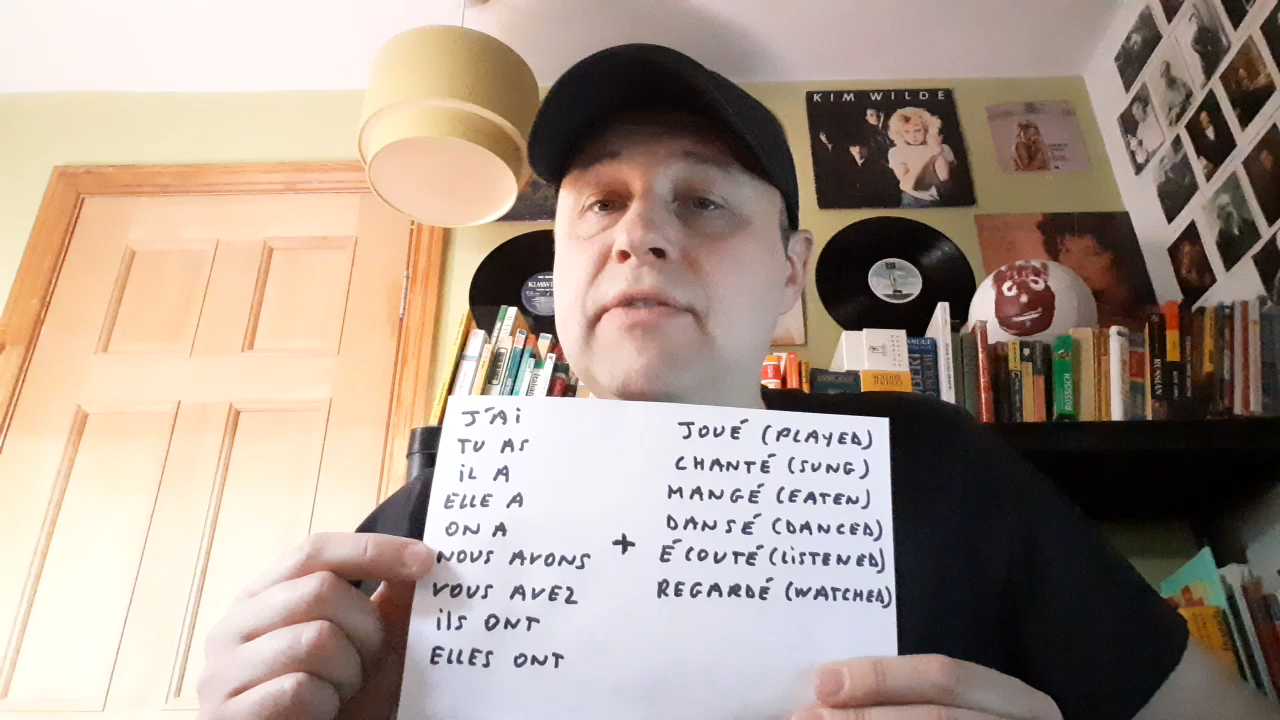 KIM WILDE
J'AI
TU AS
IL A
ELLE A
ON A
NOUS AVONS
VOUS AVEZ
ILS ONT
ELLES ONT
+
JOUÉ (PLAYED)
CHANTÉ (SUNG)
MANGÉ (EATEN)
DANSÉ (DANCED)
ÉCOUTÉ (LISTENED)
REGARDÉ (WATCHED)
RUSSIAN